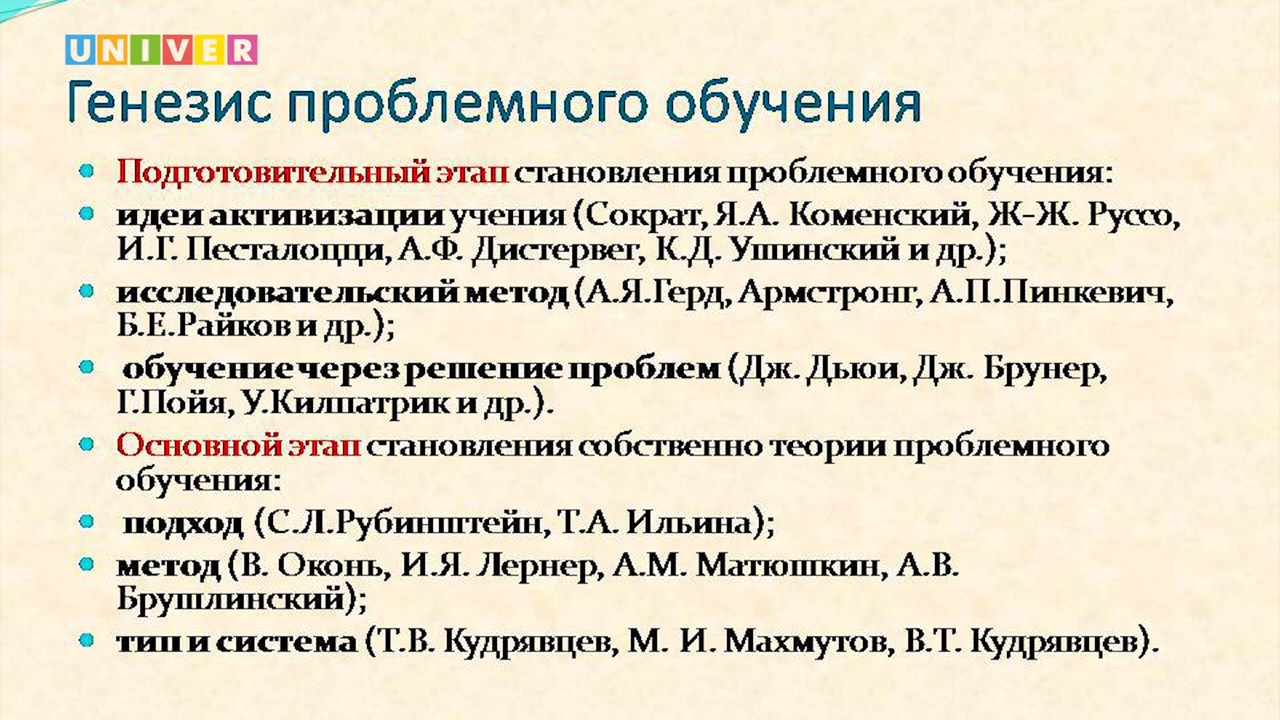 UNIVER
Генезис проблемного обучения
Подготовительный этап становления проблемного обучения:
идеи активизации учения (Сократ, Я.А. Коменский, Ж-Ж. Руссо,
И.Г. Песталоцци, А.Ф. Дистервег, К.Д. Ушинский и др.);
исследовательский метод (А.Я.Герд, Армстронг, А.П.Пинкевич,
Б.Е.Райков и др.);
обучение через решение проблем (Дж. Дьюи, Дж. Брунер,
Г.Пойя, У.Килпатрик и др.).
Основной этап становления собственно теории проблемного
обучения:
подход (С.Л.Рубинштейн, Т.А. Ильина);
метод (В. Оконь, И.Я. Лернер, А.М. Матюшкин, А.В.
Брушлинский);
тип и система (Т.В. Кудрявцев, М. И. Махмутов, В.Т. Кудрявцев).